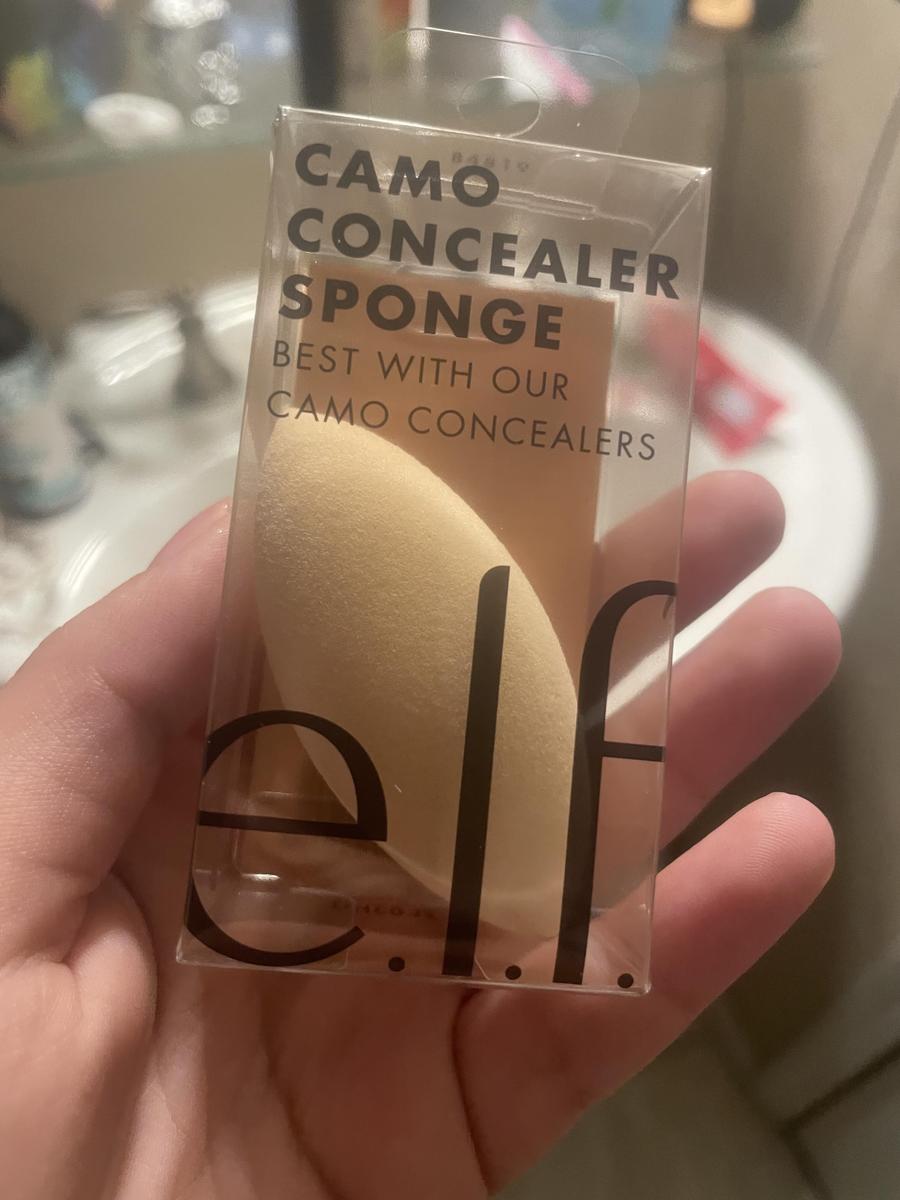 CAMO
CONCEALER
SPONGE
BEST WITH OUR
CAMO CONCEALERS
e.l.f.